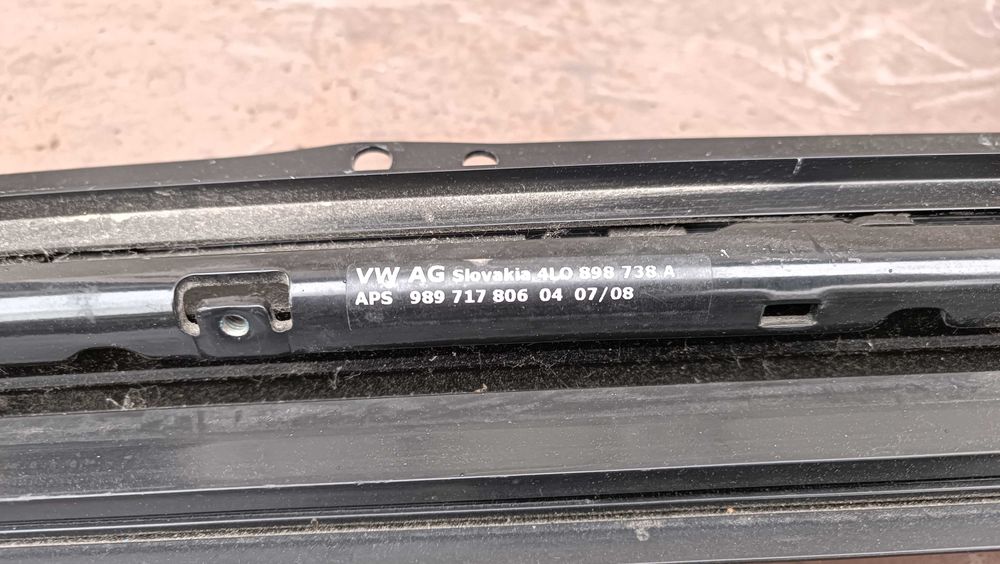 VW AG Slovakia 4L0 898 738 A
APS 989 717 806 04 07/08